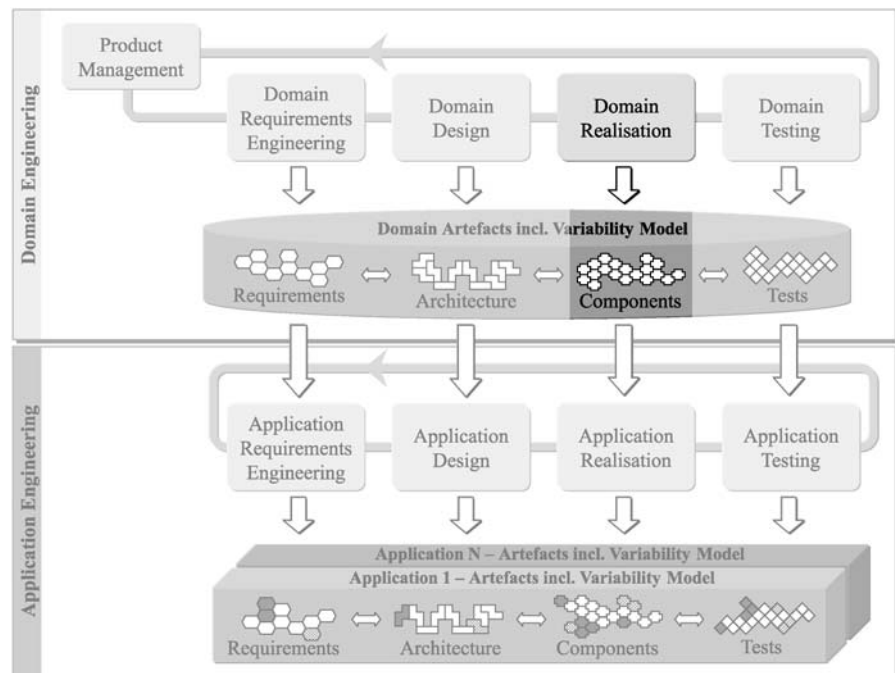 Domain Engineering
Product
Management
Domain
Requirements
Engineering
Domain
Design
Domain
Realisation
Domain
Testing
Domain Artefacts incl. Variability Model
Requirements
Architecture
Components
Tests
Application Engineering
Application
Requirements
Engineering
Application
Design
Application
Realisation
Application
Testing
Application N – Artefacts incl. Variability Model
Application 1 – Artefacts incl. Variability Model
Requirements
Architecture
Components
Tests